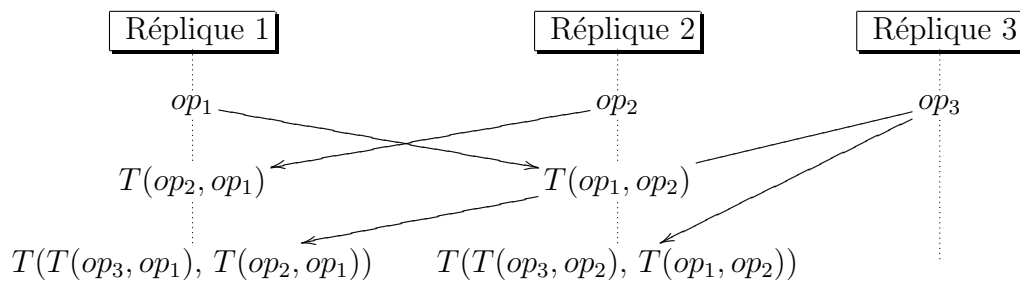 Réplique 1 Réplique 2 Réplique 3
op₁ op₂ op₃
T(op₂, op₁) T(op₁, op₂)
T(T(op₃, op₁), T(op₂, op₁)) T(T(op₃, op₂), T(op₁, op₂))